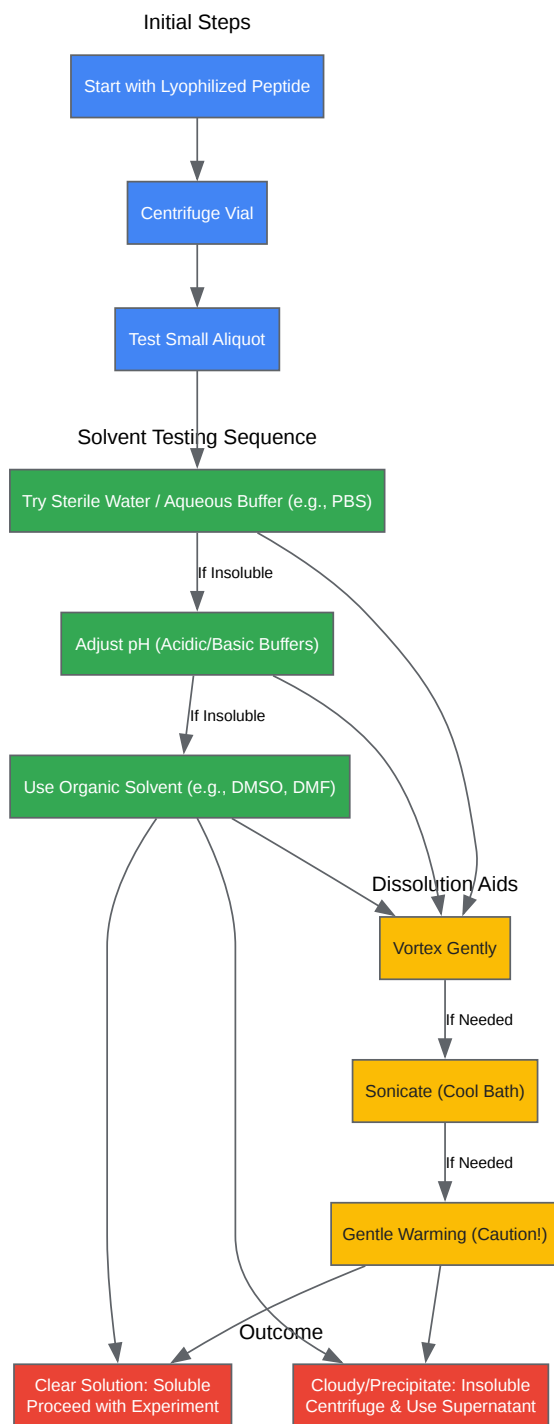 Initial Steps
Start with Lyophilized Peptide
Centrifuge Vial
Test Small Aliquot
Solvent Testing Sequence
Try Sterile Water / Aqueous Buffer (e.g., PBS)
If Insoluble
Adjust pH (Acidic/Basic Buffers)
If Insoluble
Use Organic Solvent (e.g., DMSO, DMF)
Dissolution Aids
Vortex Gently
If Needed
Sonicate (Cool Bath)
If Needed
Gentle Warming (Caution!)
Outcome
Clear Solution: Soluble
Proceed with Experiment
Cloudy/Precipitate: Insoluble
Centrifuge & Use Supernatant